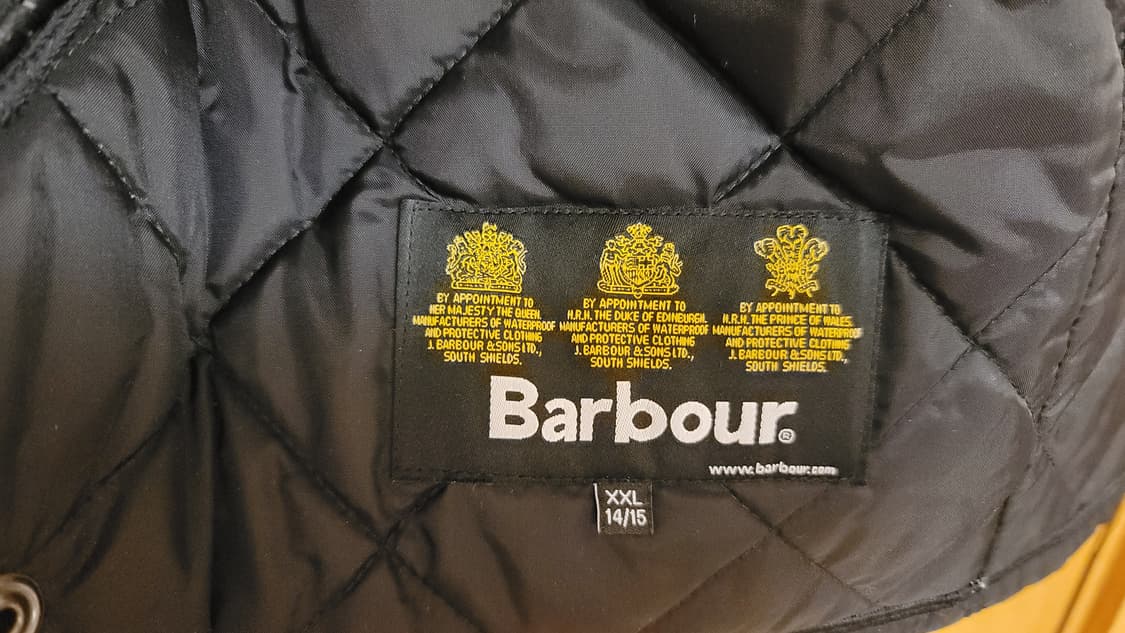 BY APPOINTMENT TO
HER MAJESTY THE QUEEN.
MANUFACTURERS OF WATERPROOF
AND PROTECTIVE CLOTHING
J. BARBOUR & SONS LTD.,
SOUTH SHIELDS.
BY APPOINTMENT TO
H.R.H. THE DUKE OF EDINBURGH.
MANUFACTURERS OF WATERPROOF
AND PROTECTIVE CLOTHING
J. BARBOUR & SONS LTD.,
SOUTH SHIELDS.
BY APPOINTMENT TO
H.R.H. THE PRINCE OF WALES.
MANUFACTURERS OF WATERPROOF
AND PROTECTIVE CLOTHING
J. BARBOUR & SONS LTD.,
SOUTH SHIELDS.
Barbour®
www.barbour.com
XXL
14/15